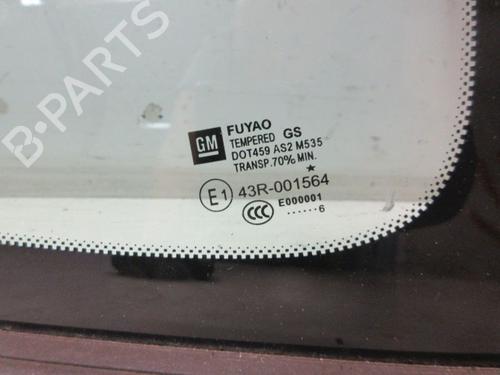 FUYAO
GM TEMPERED GS
DOT459 AS2 M535
TRANSP.70% MIN.
E1 43R-001564
CCC E000001
......6
B-PARTS